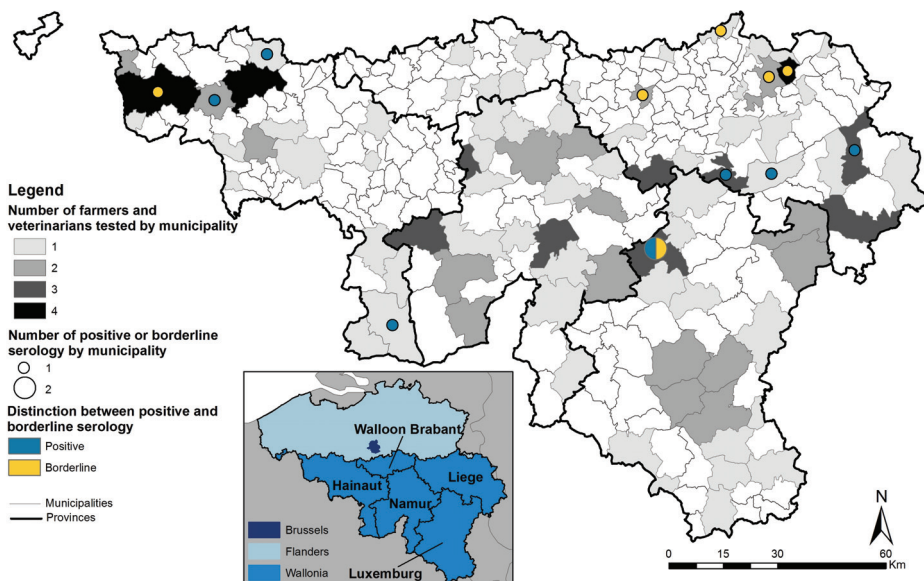 Legend
Number of farmers and
veterinarians tested by municipality
1
2
3
4
Number of positive or borderline
serology by municipality
1
2
Distinction between positive and
borderline serology
Positive
Borderline
Municipalities
Provinces
Walloon Brabant
Hainaut
Liege
Namur
Luxemburg
Brussels
Flanders
Wallonia
N
0 15 30 60
Km